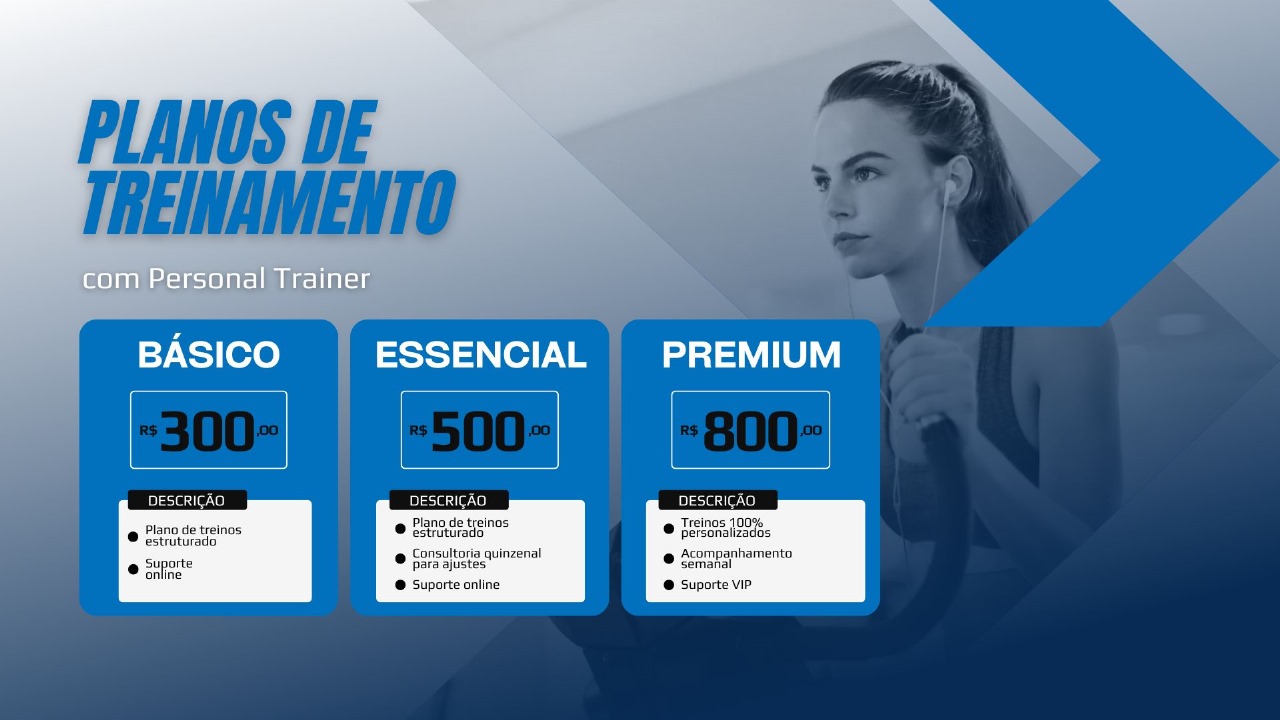 PLANOS DE
TREINAMENTO
com Personal Trainer
BÁSICO
R$ 300,00
DESCRIÇÃO
Plano de treinos
estruturado
Suporte
online
ESSENCIAL
R$ 500,00
DESCRIÇÃO
Plano de treinos
estruturado
Consultoria quinzenal
para ajustes
Suporte online
PREMIUM
R$ 800,00
DESCRIÇÃO
Treinos 100%
personalizados
Acompanhamento
semanal
Suporte VIP